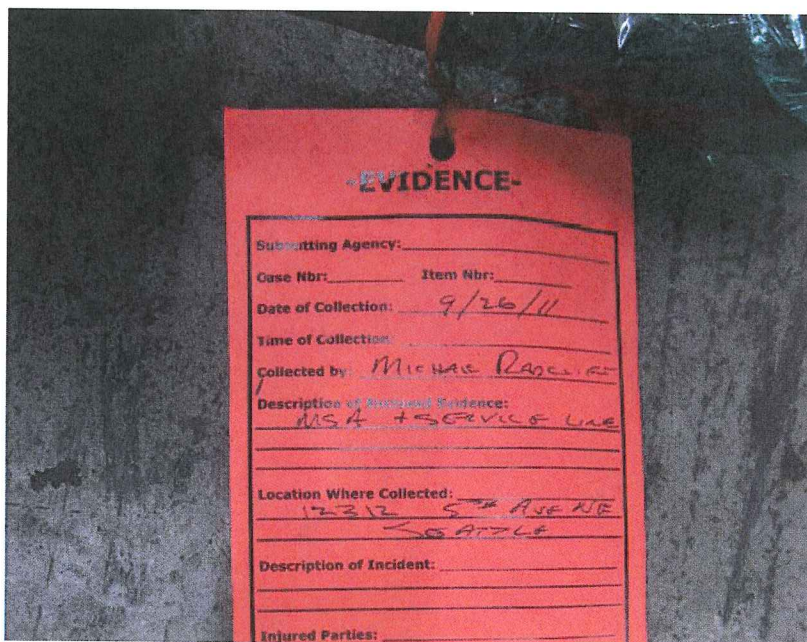 -EVIDENCE-
Submitting Agency:
Case Nbr: Item Nbr:
Date of Collection: 9/26/11
Time of Collection:
Collected by: MICHAEL RADCLIFFE
Description of Evidence:
MSA + SERVICE LINE
Location Where Collected:
12312 5TH AVE NE
SEATTLE
Description of Incident:
Injured Parties: